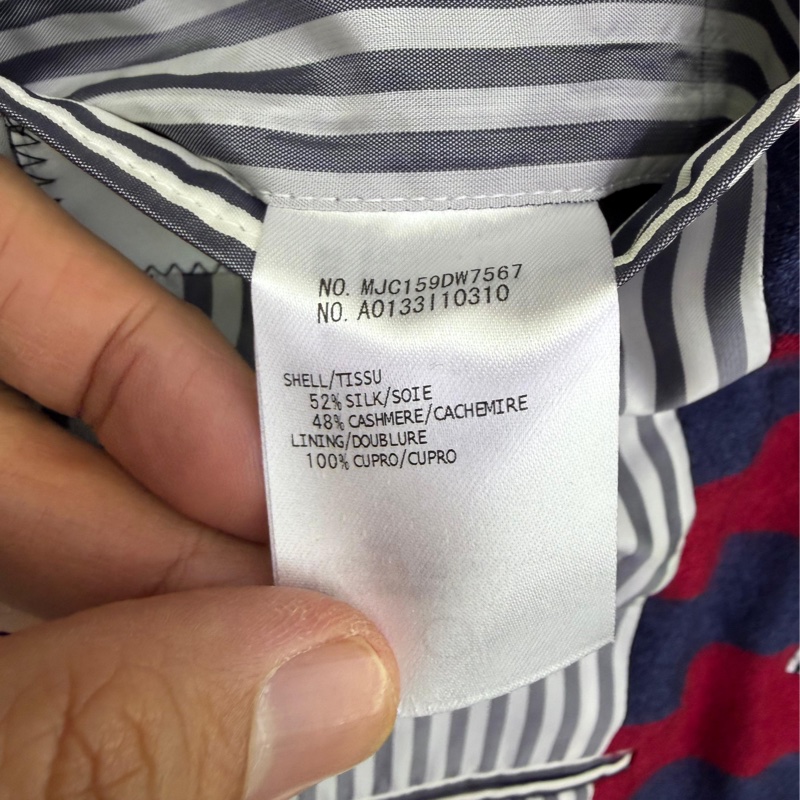 NO. MJC159DW7567
NO. A0133110310
SHELL/TISSU
52% SILK/SOIE
48% CASHMERE/CACHEMIRE
LINING/DOUBLURE
100% CUPRO/CUPRO